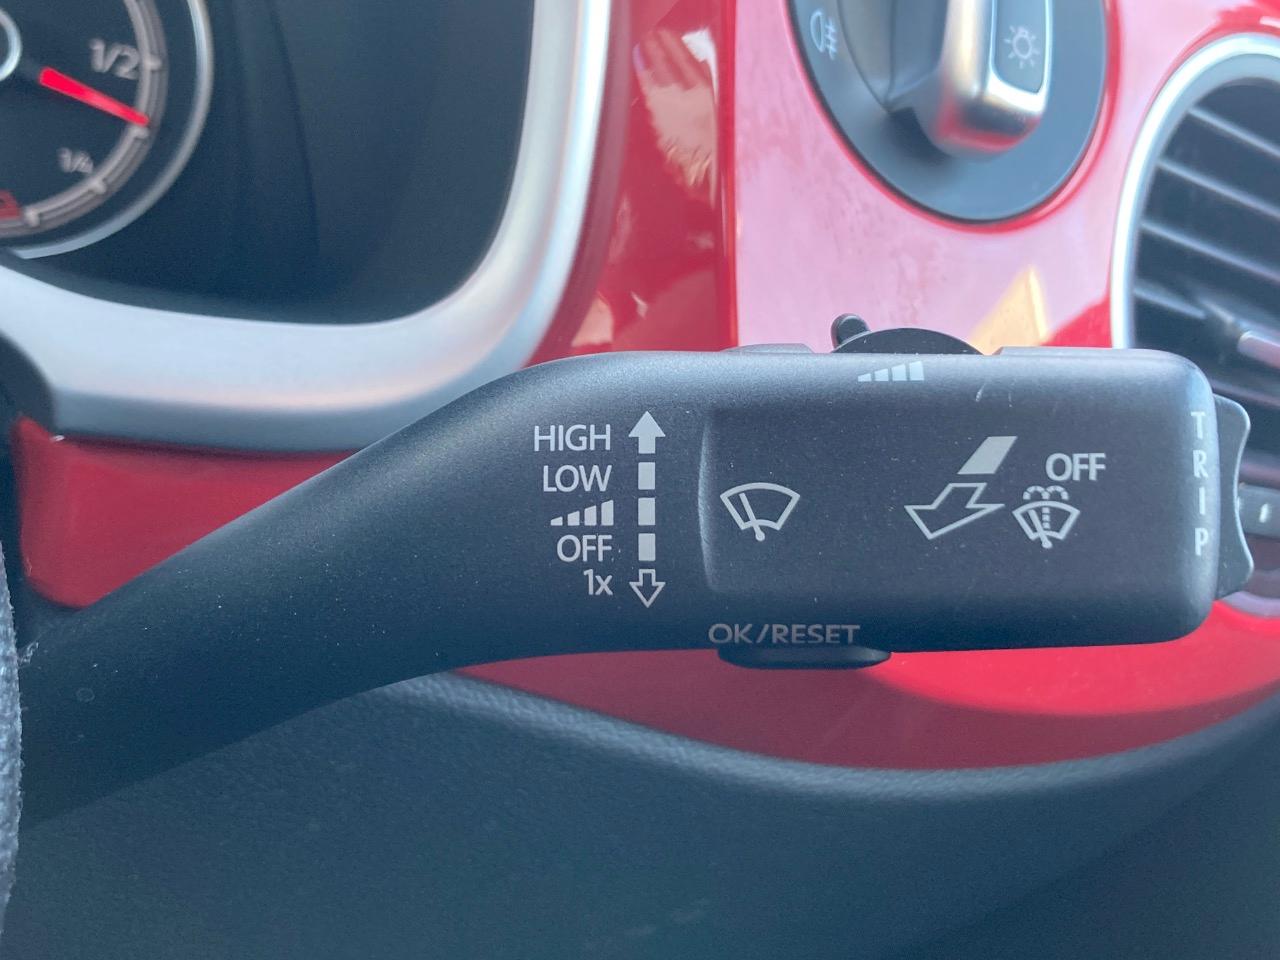 1/2
1/4
HIGH
LOW
OFF
1x
OFF
TRIP
OK/RESET